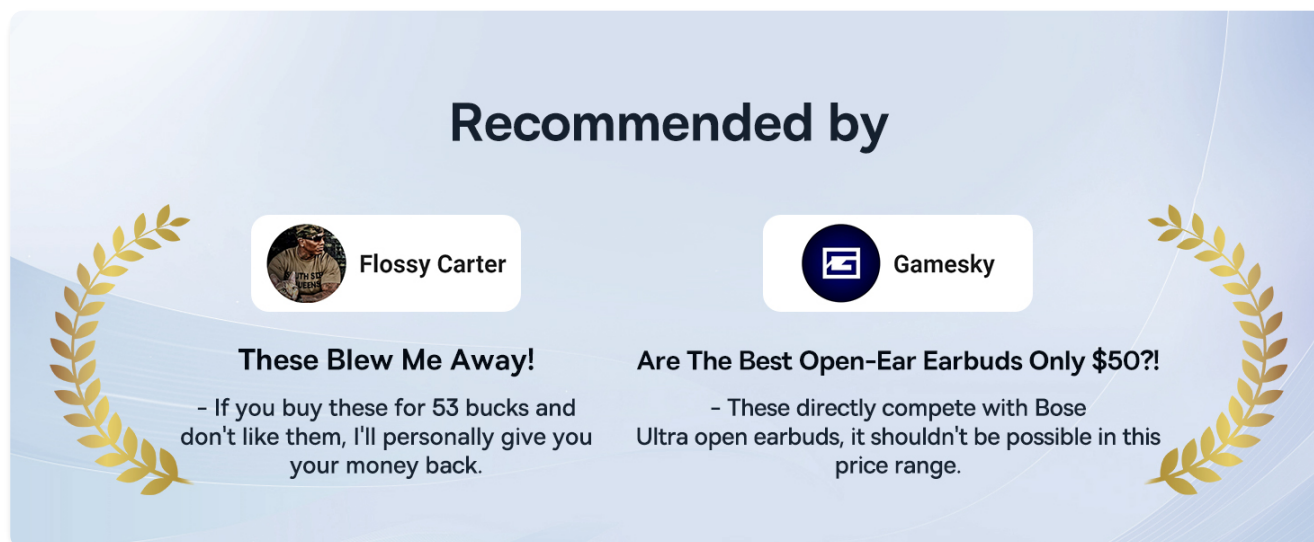 Recommended by
Flossy Carter
Gamesky
These Blew Me Away!
- If you buy these for 53 bucks and
don't like them, I'll personally give you
your money back.
Are The Best Open-Ear Earbuds Only $50?!
- These directly compete with Bose
Ultra open earbuds, it shouldn't be possible in this
price range.